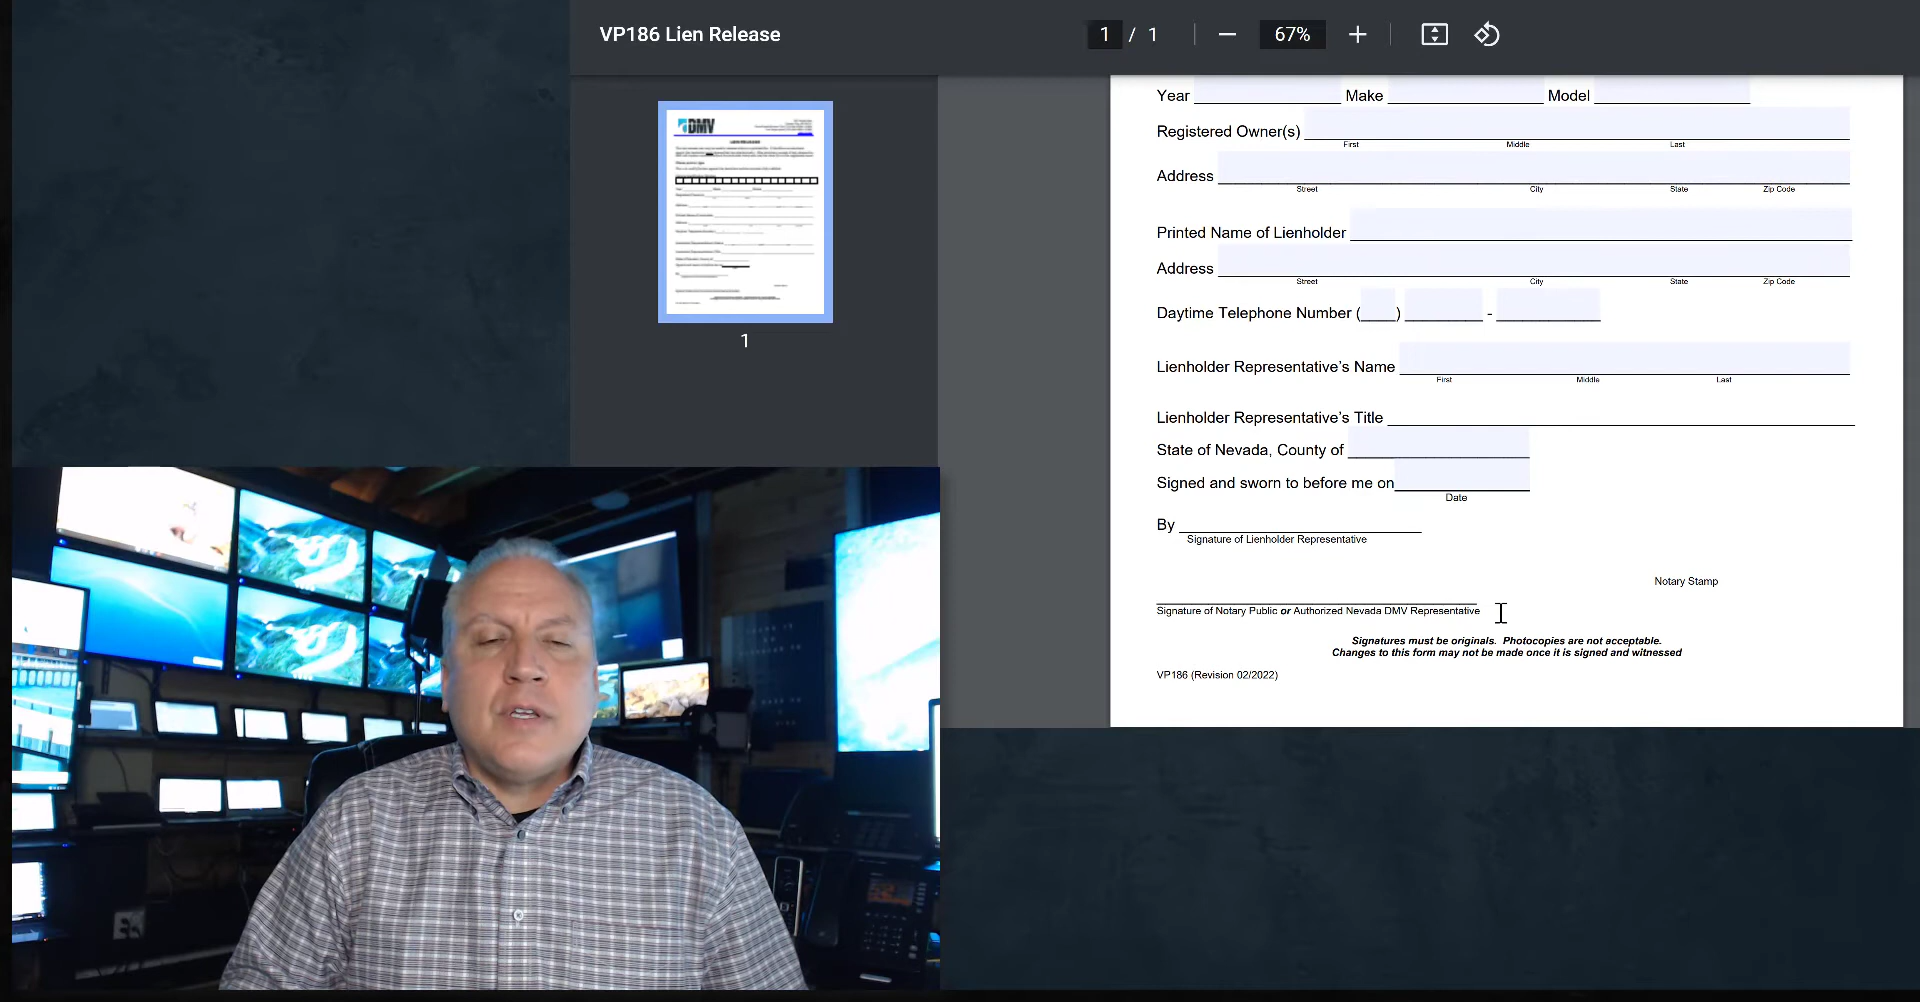 VP186 Lien Release
1 / 1
67%
DMV
LIEN RELEASE
1
Year Make Model
Registered Owner(s)
First Middle Last
Address
Street City State Zip Code
Printed Name of Lienholder
Address
Street City State Zip Code
Daytime Telephone Number ( ) -
Lienholder Representative’s Name
First Middle Last
Lienholder Representative’s Title
State of Nevada, County of
Signed and sworn to before me on
Date
By
Signature of Lienholder Representative
Notary Stamp
Signature of Notary Public or Authorized Nevada DMV Representative
Signatures must be originals. Photocopies are not acceptable.
Changes to this form may not be made once it is signed and witnessed
VP186 (Revision 02/2022)